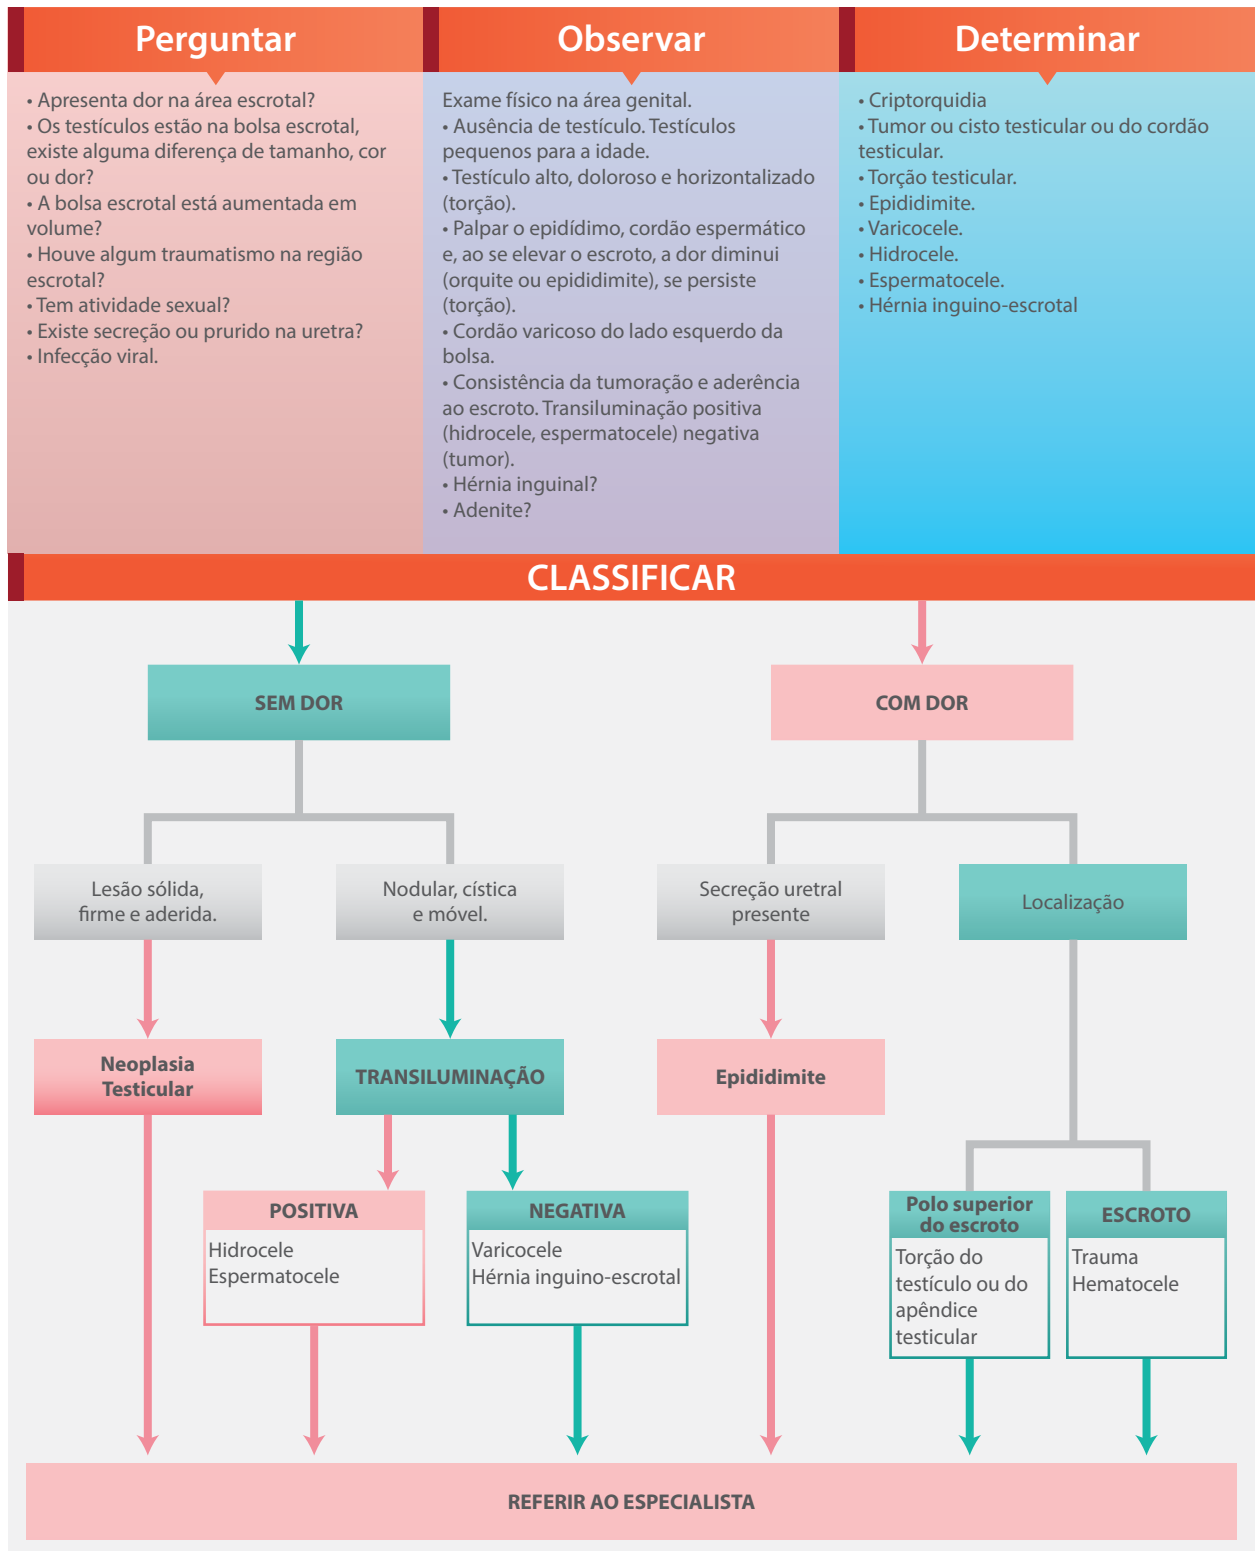 Perguntar
• Apresenta dor na área escrotal?
• Os testículos estão na bolsa escrotal,
existe alguma diferença de tamanho, cor
ou dor?
• A bolsa escrotal está aumentada em
volume?
• Houve algum traumatismo na região
escrotal?
• Tem atividade sexual?
• Existe secreção ou prurido na uretra?
• Infecção viral.
Observar
Exame físico na área genital.
• Ausência de testículo. Testículos
pequenos para a idade.
• Testículo alto, doloroso e horizontalizado
(torção).
• Palpar o epidídimo, cordão espermático
e, ao se elevar o escroto, a dor diminui
(orquite ou epididimite), se persiste
(torção).
• Cordão varicoso do lado esquerdo da
bolsa.
• Consistência da tumoração e aderência
ao escroto. Transiluminação positiva
(hidrocele, espermatocele) negativa
(tumor).
• Hérnia inguinal?
• Adenite?
Determinar
• Criptorquidia
• Tumor ou cisto testicular ou do cordão
testicular.
• Torção testicular.
• Epididimite.
• Varicocele.
• Hidrocele.
• Espermatocele.
• Hérnia inguino-escrotal
CLASSIFICAR
SEM DOR
COM DOR
Lesão sólida,
firme e aderida.
Nodular, cística
e móvel.
Secreção uretral
presente
Localização
Neoplasia
Testicular
TRANSILUMINAÇÃO
Epididimite
POSITIVA
Hidrocele
Espermatocele
NEGATIVA
Varicocele
Hérnia inguino-escrotal
Polo superior
do escroto
Torção do
testículo ou do
apêndice
testicular
ESCROTO
Trauma
Hematocele
REFERIR AO ESPECIALISTA